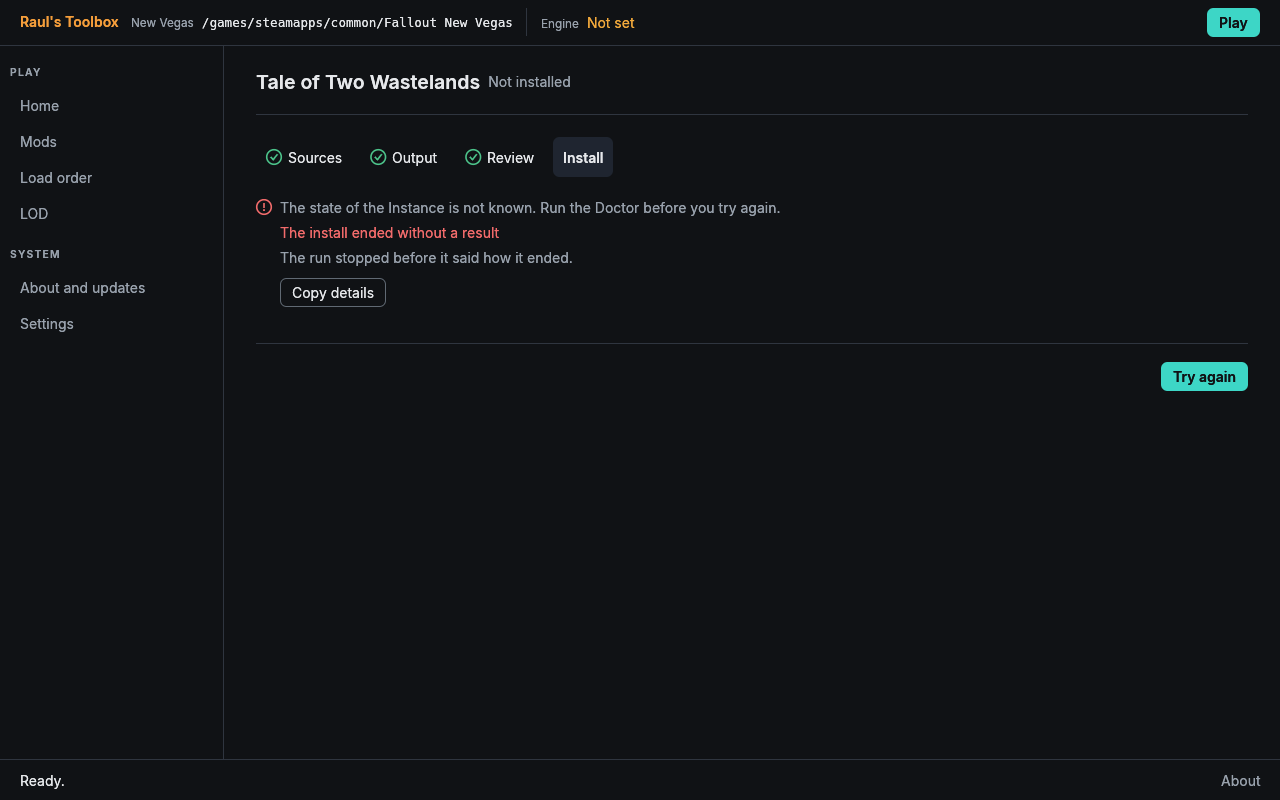 Raul's Toolbox New Vegas /games/steamapps/common/Fallout New Vegas Engine Not set Play
PLAY
Home
Mods
Load order
LOD
SYSTEM
About and updates
Settings
Tale of Two Wastelands Not installed
Sources Output Review Install
The state of the Instance is not known. Run the Doctor before you try again.
The install ended without a result
The run stopped before it said how it ended.
Copy details
Try again
Ready. About